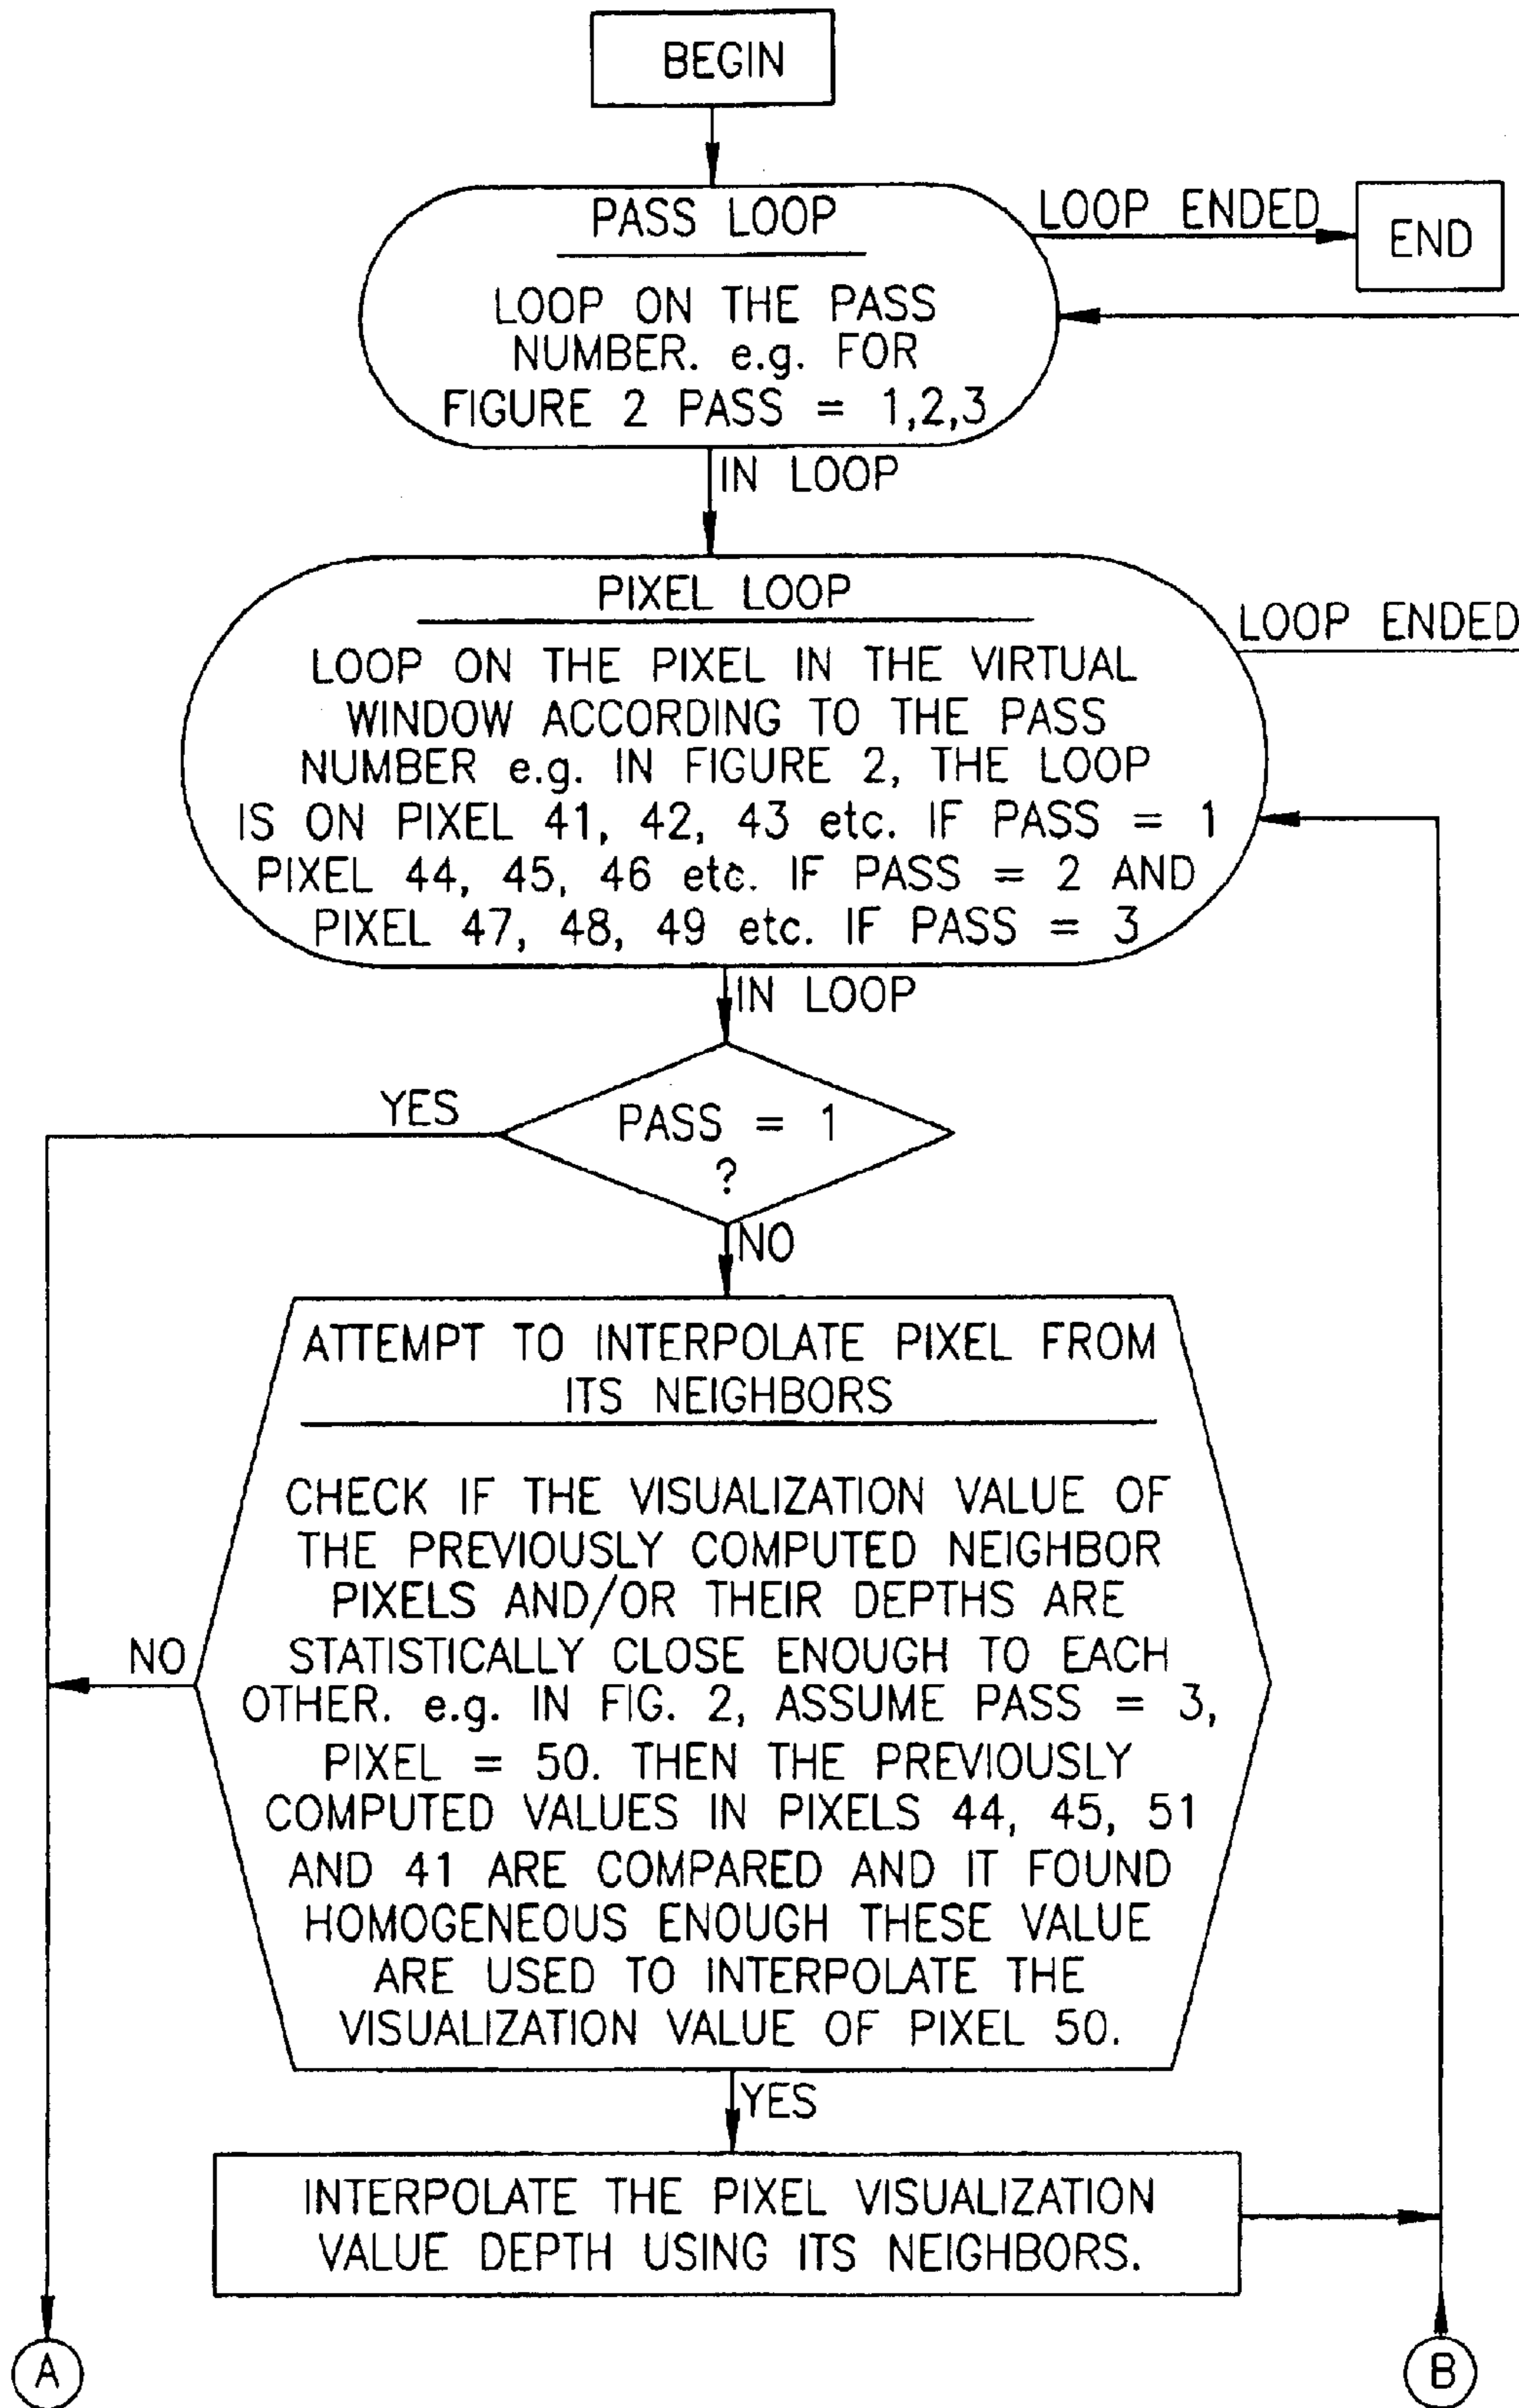 BEGIN
PASS LOOP
LOOP ENDED
END
LOOP ON THE PASS
NUMBER. e.g. FOR
FIGURE 2 PASS = 1,2,3
IN LOOP
PIXEL LOOP
LOOP ENDED
LOOP ON THE PIXEL IN THE VIRTUAL
WINDOW ACCORDING TO THE PASS
NUMBER e.g. IN FIGURE 2, THE LOOP
IS ON PIXEL 41, 42, 43 etc. IF PASS = 1
PIXEL 44, 45, 46 etc. IF PASS = 2 AND
PIXEL 47, 48, 49 etc. IF PASS = 3
IN LOOP
YES
PASS = 1
?
NO
ATTEMPT TO INTERPOLATE PIXEL FROM
ITS NEIGHBORS
CHECK IF THE VISUALIZATION VALUE OF
THE PREVIOUSLY COMPUTED NEIGHBOR
PIXELS AND/OR THEIR DEPTHS ARE
NO
STATISTICALLY CLOSE ENOUGH TO EACH
OTHER. e.g. IN FIG. 2, ASSUME PASS = 3,
PIXEL = 50. THEN THE PREVIOUSLY
COMPUTED VALUES IN PIXELS 44, 45, 51
AND 41 ARE COMPARED AND IT FOUND
HOMOGENEOUS ENOUGH THESE VALUE
ARE USED TO INTERPOLATE THE
VISUALIZATION VALUE OF PIXEL 50.
YES
INTERPOLATE THE PIXEL VISUALIZATION
VALUE DEPTH USING ITS NEIGHBORS.
A
B